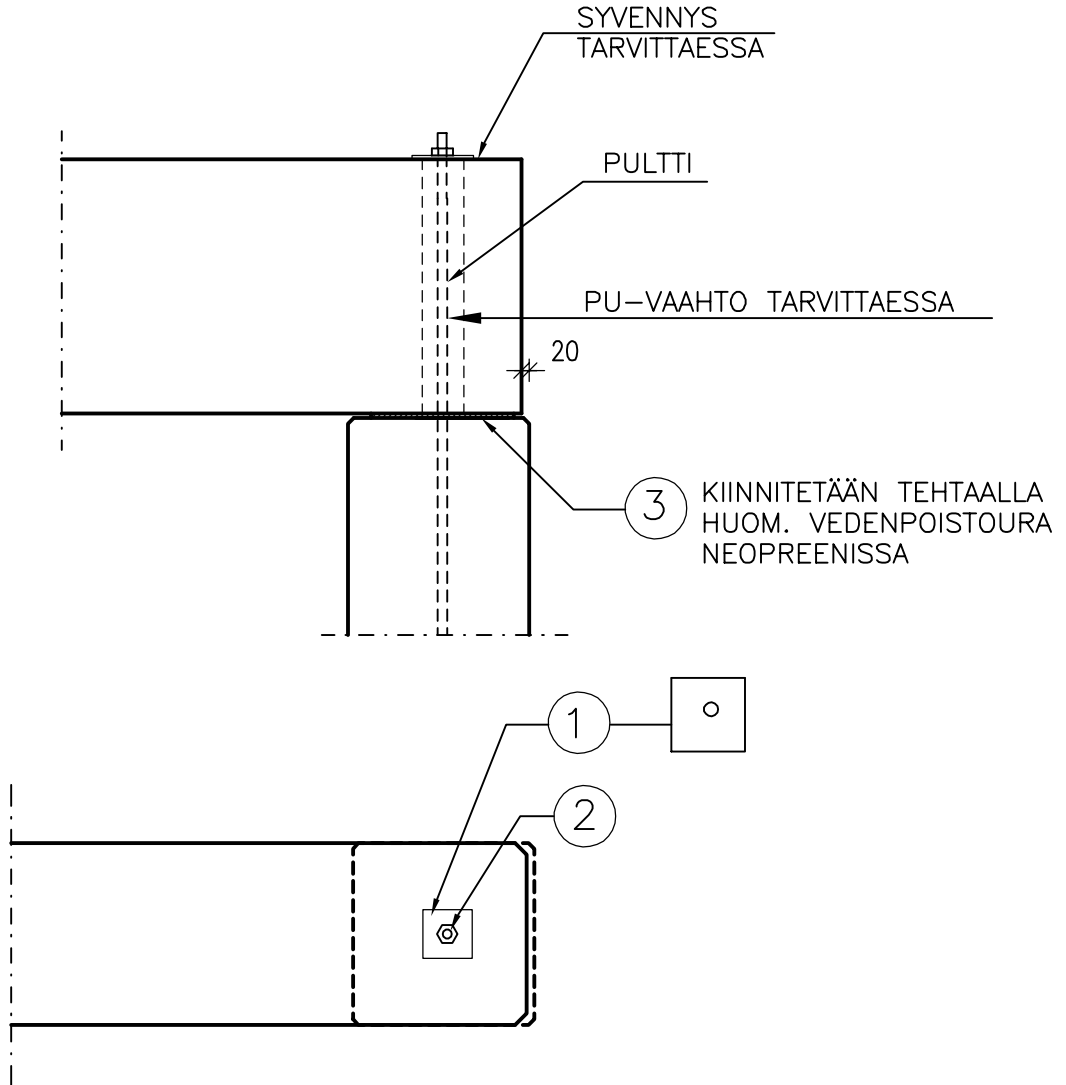 SYVENNYS
TARVITTAESSA
PULTTI
PU-VAAHTO TARVITTAESSA
20
3
KIINNITETÄÄN TEHTAALLA
HUOM. VEDENPOISTOURA
NEOPREENISSA
1
2